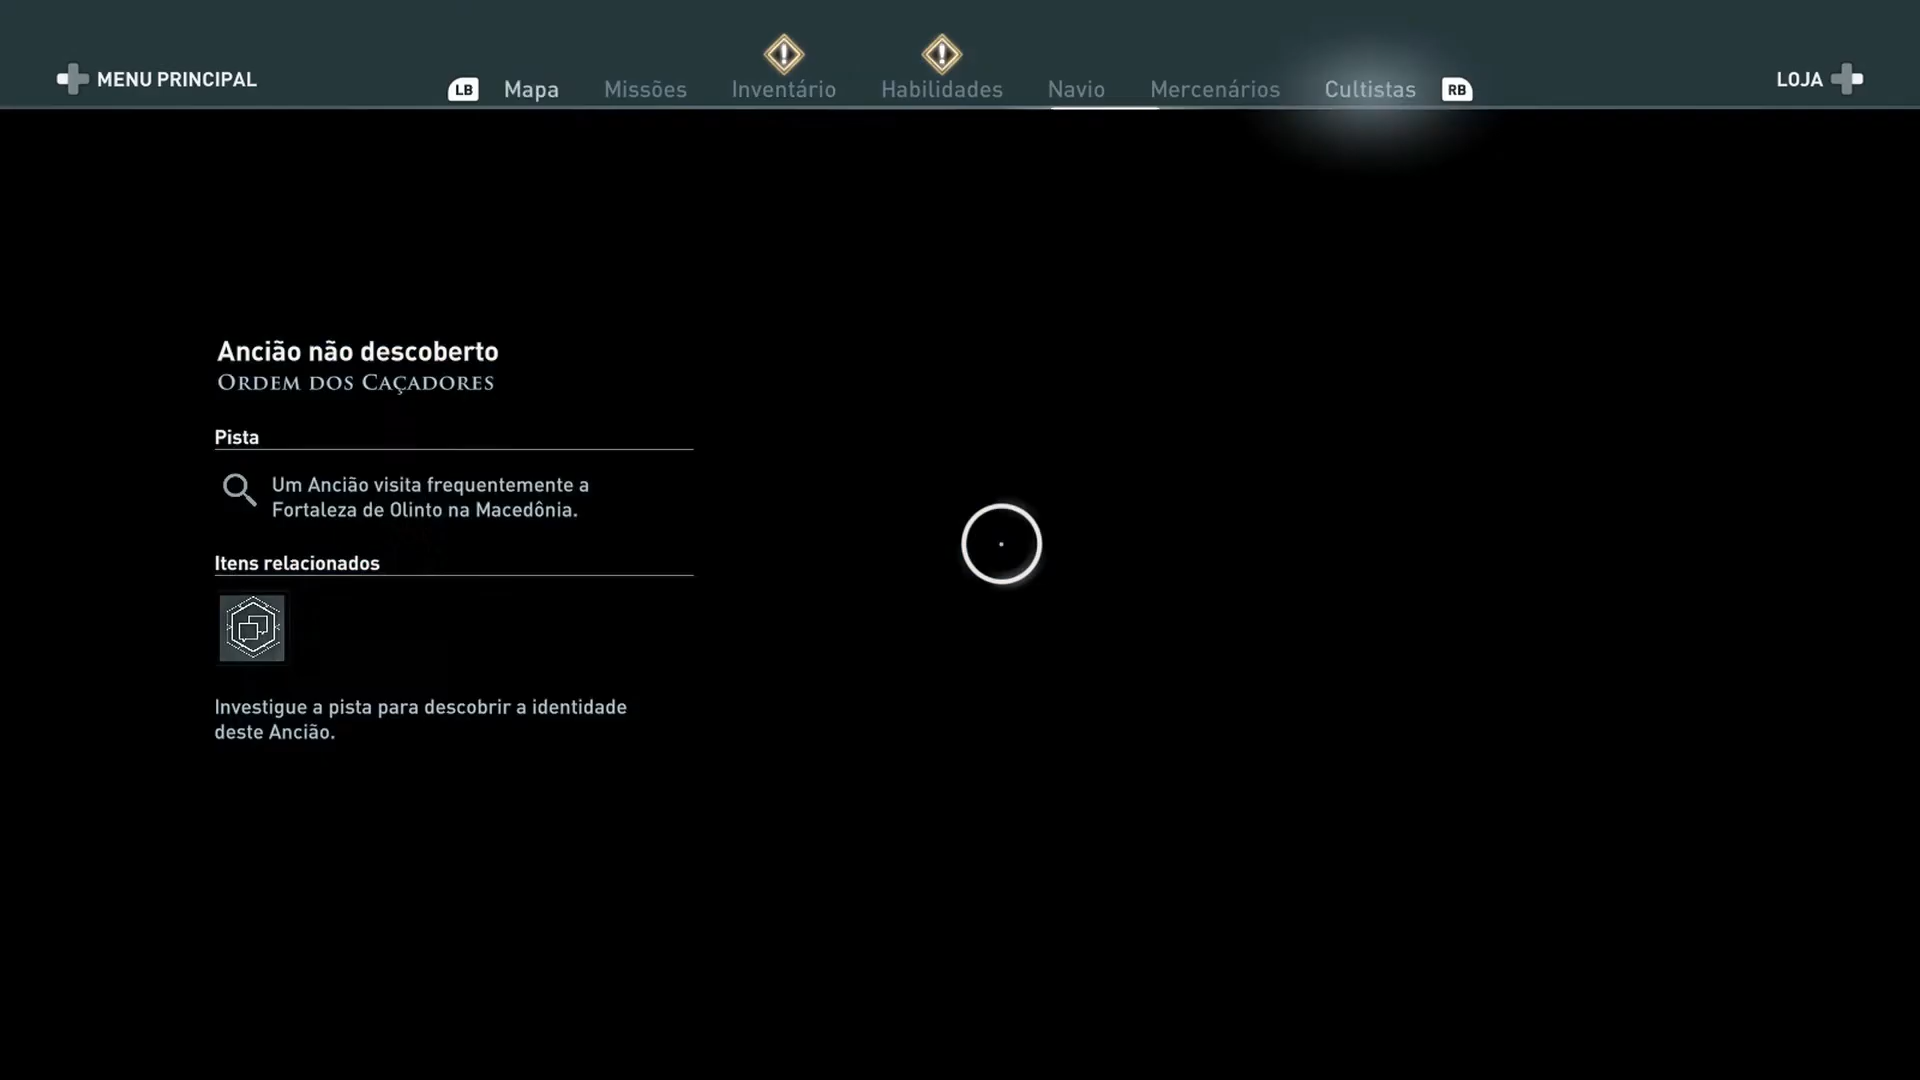 MENU PRINCIPAL
LB Mapa Missões Inventário Habilidades Navio Mercenários Cultistas RB
LOJA
Ancião não descoberto
Ordem dos Caçadores
Pista
Um Ancião visita frequentemente a
Fortaleza de Olinto na Macedônia.
Itens relacionados
Investigue a pista para descobrir a identidade
deste Ancião.